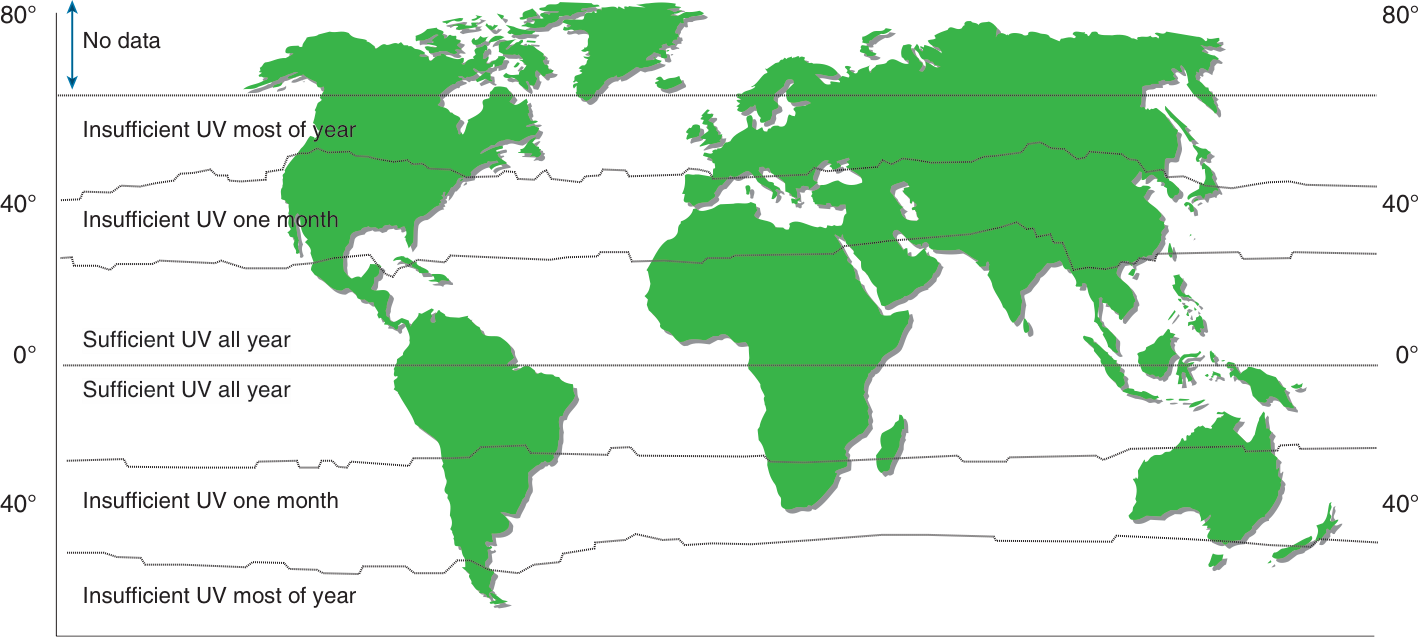 80° 80°
No data
Insufficient UV most of year
40° 40°
Insufficient UV one month
Sufficient UV all year
0° 0°
Sufficient UV all year
Insufficient UV one month
40° 40°
Insufficient UV most of year